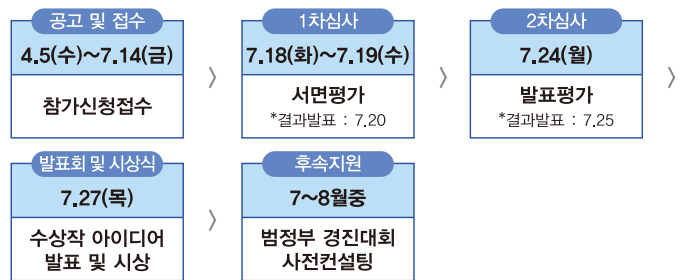 공고 및 접수
4.5(수)~7.14(금)
참가신청접수
〉
1차심사
7.18(화)~7.19(수)
서면평가
*결과발표 : 7.20
〉
2차심사
7.24(월)
발표평가
*결과발표 : 7.25
〉
발표회 및 시상식
7.27(목)
수상작 아이디어
발표 및 시상
〉
후속지원
7~8월중
범정부 경진대회
사전컨설팅